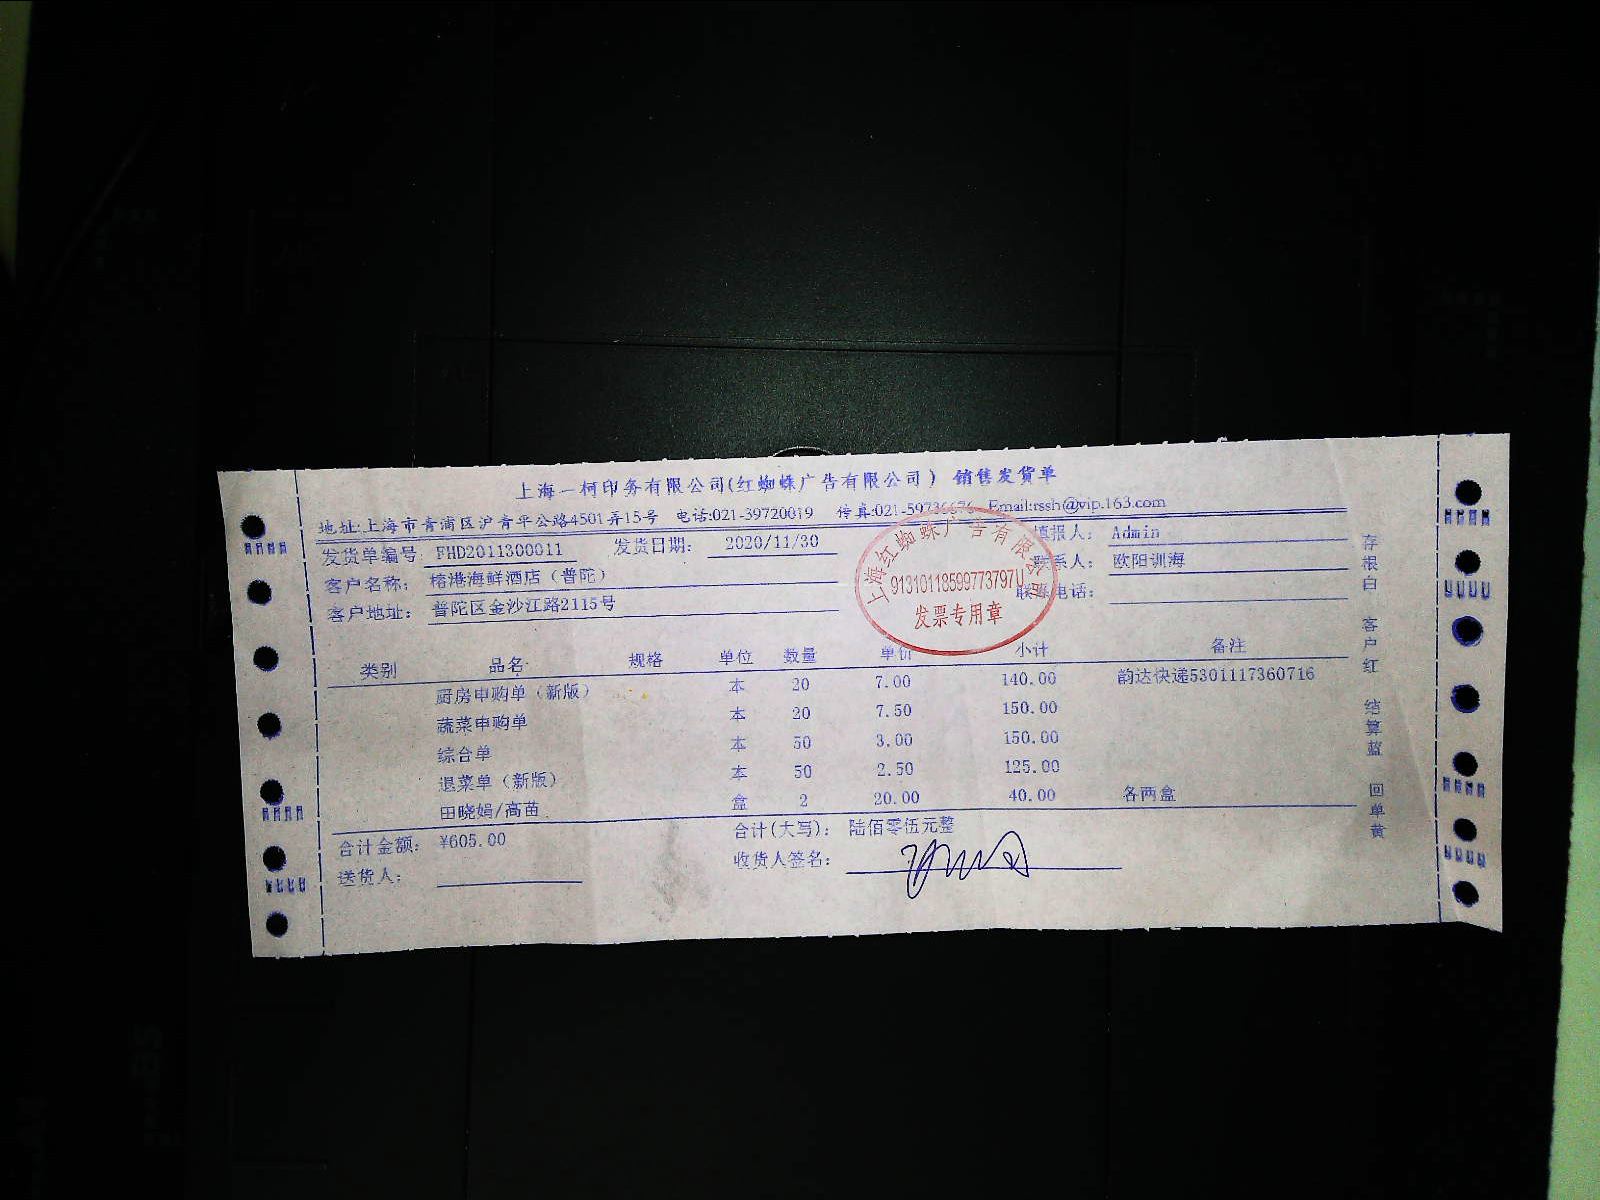 上海一柯印务有限公司(红蜘蛛广告有限公司) 销售发货单
地址:上海市青浦区沪青平公路4501弄15号 电话:021-39720019 传真:021-59736676 Email:rssh@vip.163.com
发货单编号: FHD2011300011 发货日期: 2020/11/30 填报人: Admin
客户名称: 榕港海鲜酒店（普陀） 联系人: 欧阳训海
客户地址: 普陀区金沙江路2115号 联系电话:
上海红蜘蛛广告有限公司
91310118599773797U
发票专用章
类别 品名 规格 单位 数量 单价 小计 备注
厨房申购单（新版） 本 20 7.00 140.00 韵达快递5301117360716
蔬菜申购单 本 20 7.50 150.00
综合单 本 50 3.00 150.00
退菜单（新版） 本 50 2.50 125.00
田晓娟/高苗 盒 2 20.00 40.00 各两盒
合计金额: ¥605.00 合计(大写): 陆佰零伍元整
送货人: 收货人签名:
存根白 客户红 结算蓝 回单黄